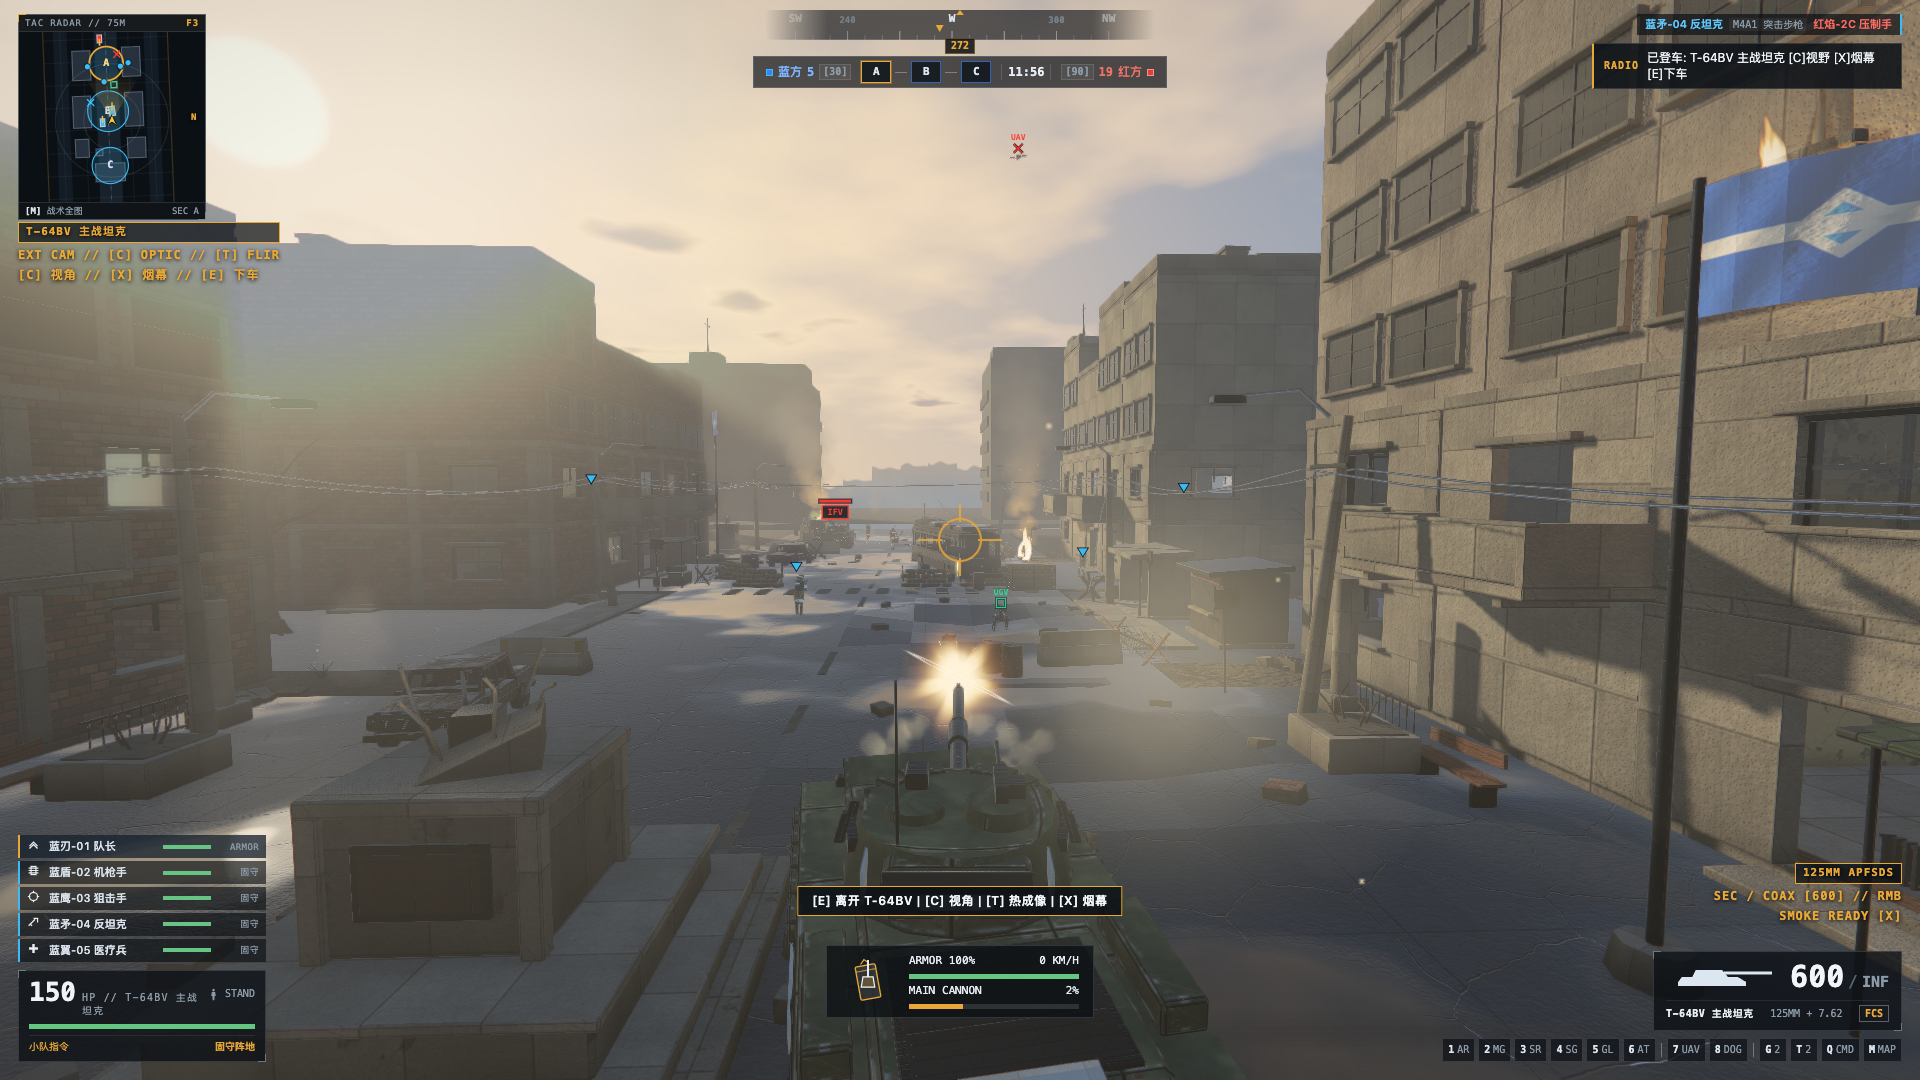 TAC RADAR // 75M F3
A
N
C
[M] 战术全图 SEC A
T-64BV 主战坦克
EXT CAM // [C] OPTIC // [T] FLIR
[C] 视角 // [X] 烟幕 // [E] 下车
SW 240 W 300 NW
272
蓝方 5 [30] A B C 11:56 [90] 19 红方
UAV
蓝矛-04 反坦克 M4A1 突击步枪 红焰-2C 压制手
RADIO 已登车: T-64BV 主战坦克 [C]视野 [X]烟幕
[E]下车
IFV
UGV
蓝刃-01 队长 ARMOR
蓝盾-02 机枪手 固守
蓝鹰-03 狙击手 固守
蓝矛-04 反坦克 固守
蓝翼-05 医疗兵 固守
150 HP // T-64BV 主战
坦克 STAND
小队指令 固守阵地
[E] 离开 T-64BV | [C] 视角 | [T] 热成像 | [X] 烟幕
ARMOR 100% 0 KM/H
MAIN CANNON 2%
125MM APFSDS
SEC / COAX [600] // RMB
SMOKE READY [X]
600 / INF
T-64BV 主战坦克 125MM + 7.62 FCS
1 AR 2 MG 3 SR 4 SG 5 GL 6 AT 7 UAV 8 DOG G 2 T 2 Q CMD M MAP